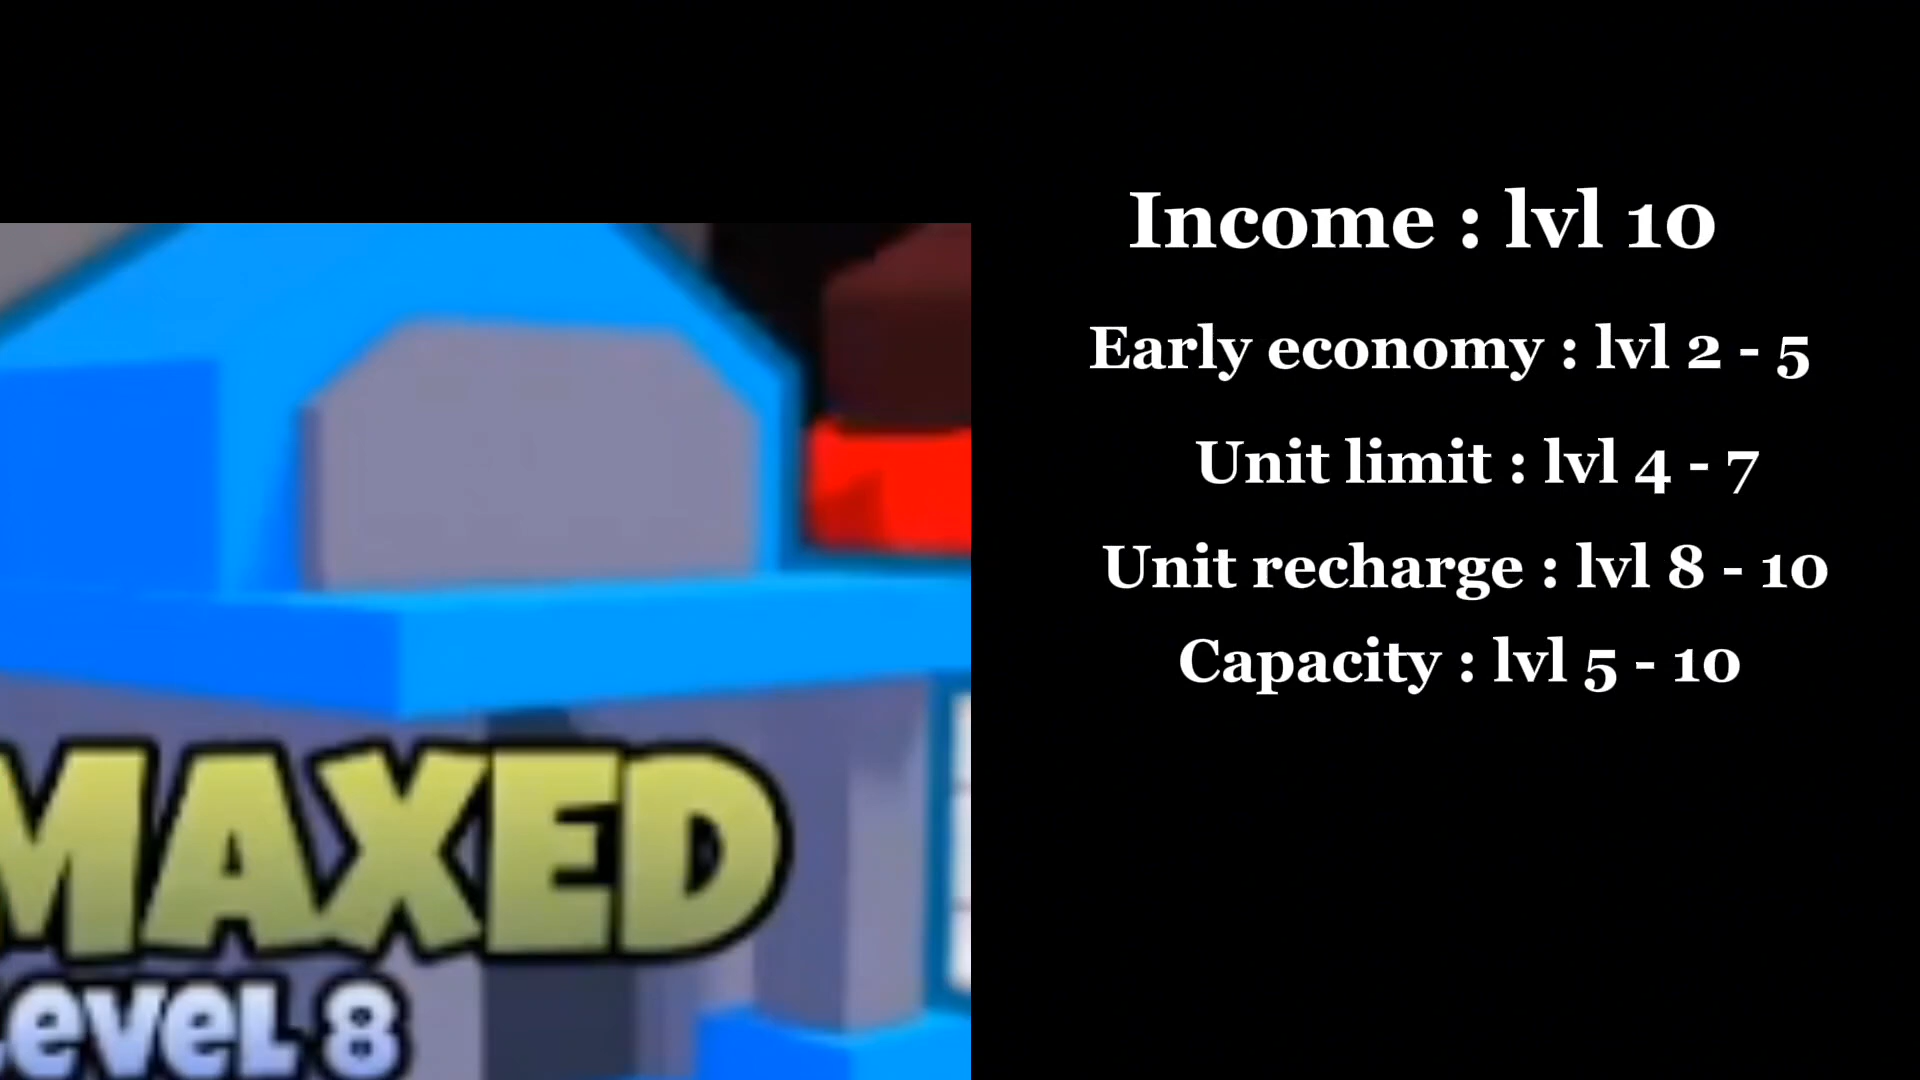 Income : lvl 10
Early economy : lvl 2 - 5
Unit limit : lvl 4 - 7
Unit recharge : lvl 8 - 10
Capacity : lvl 5 - 10
MAXED
Level 8